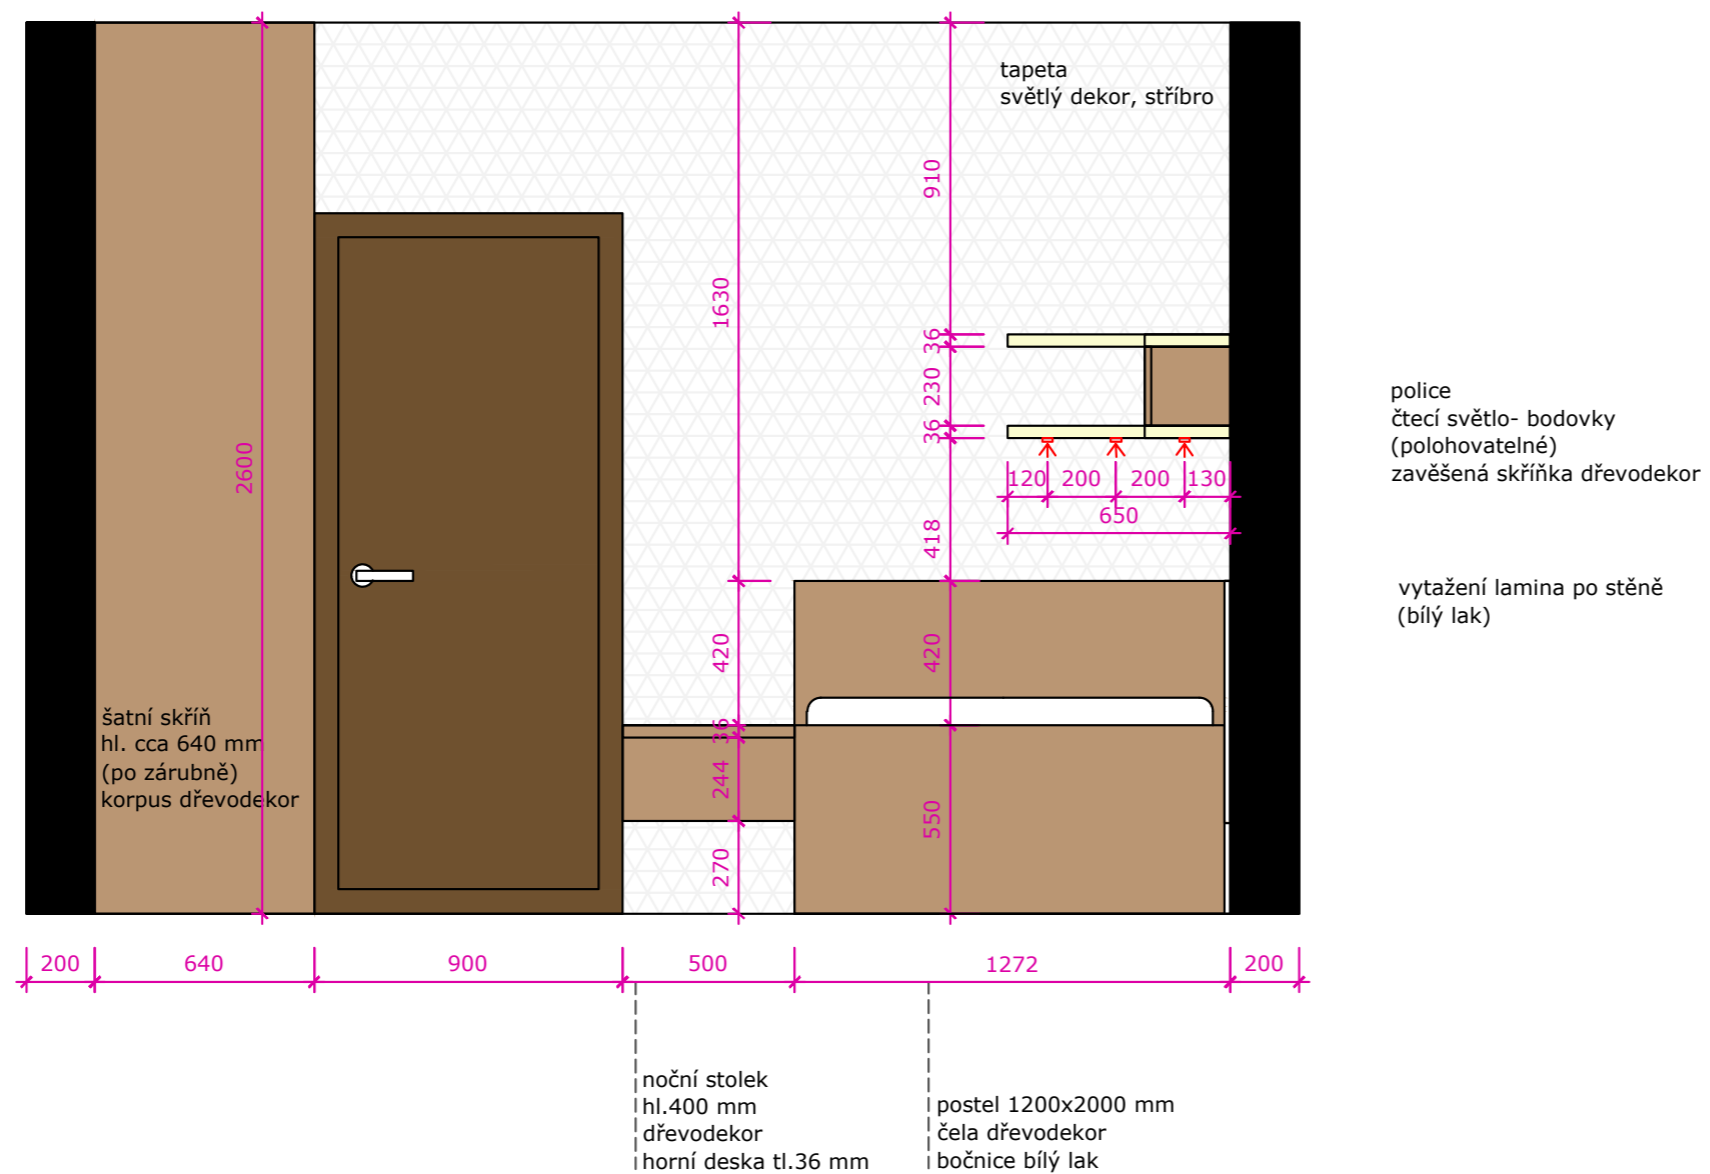 tapeta
světlý dekor, stříbro
910
1630
36
230
36
2600
120 200 200 130
650
418
police
čtecí světlo- bodovky
(polohovatelné)
zavěšená skříňka dřevodekor
vytažení lamina po stěně
(bílý lak)
420
420
šatní skříň
hl. cca 640 mm
(po zárubně)
korpus dřevodekor
36
244
550
270
200 640 900 500 1272 200
noční stolek
hl.400 mm
dřevodekor
horní deska tl.36 mm
postel 1200x2000 mm
čela dřevodekor
bočnice bílý lak